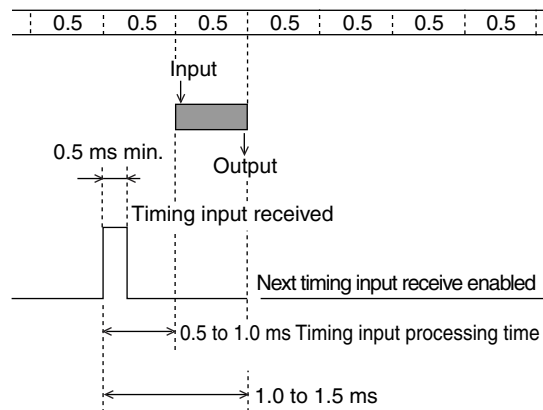 0.5 0.5 0.5 0.5 0.5 0.5 0.5
Input
0.5 ms min.
Output
Timing input received
Next timing input receive enabled
0.5 to 1.0 ms Timing input processing time
1.0 to 1.5 ms